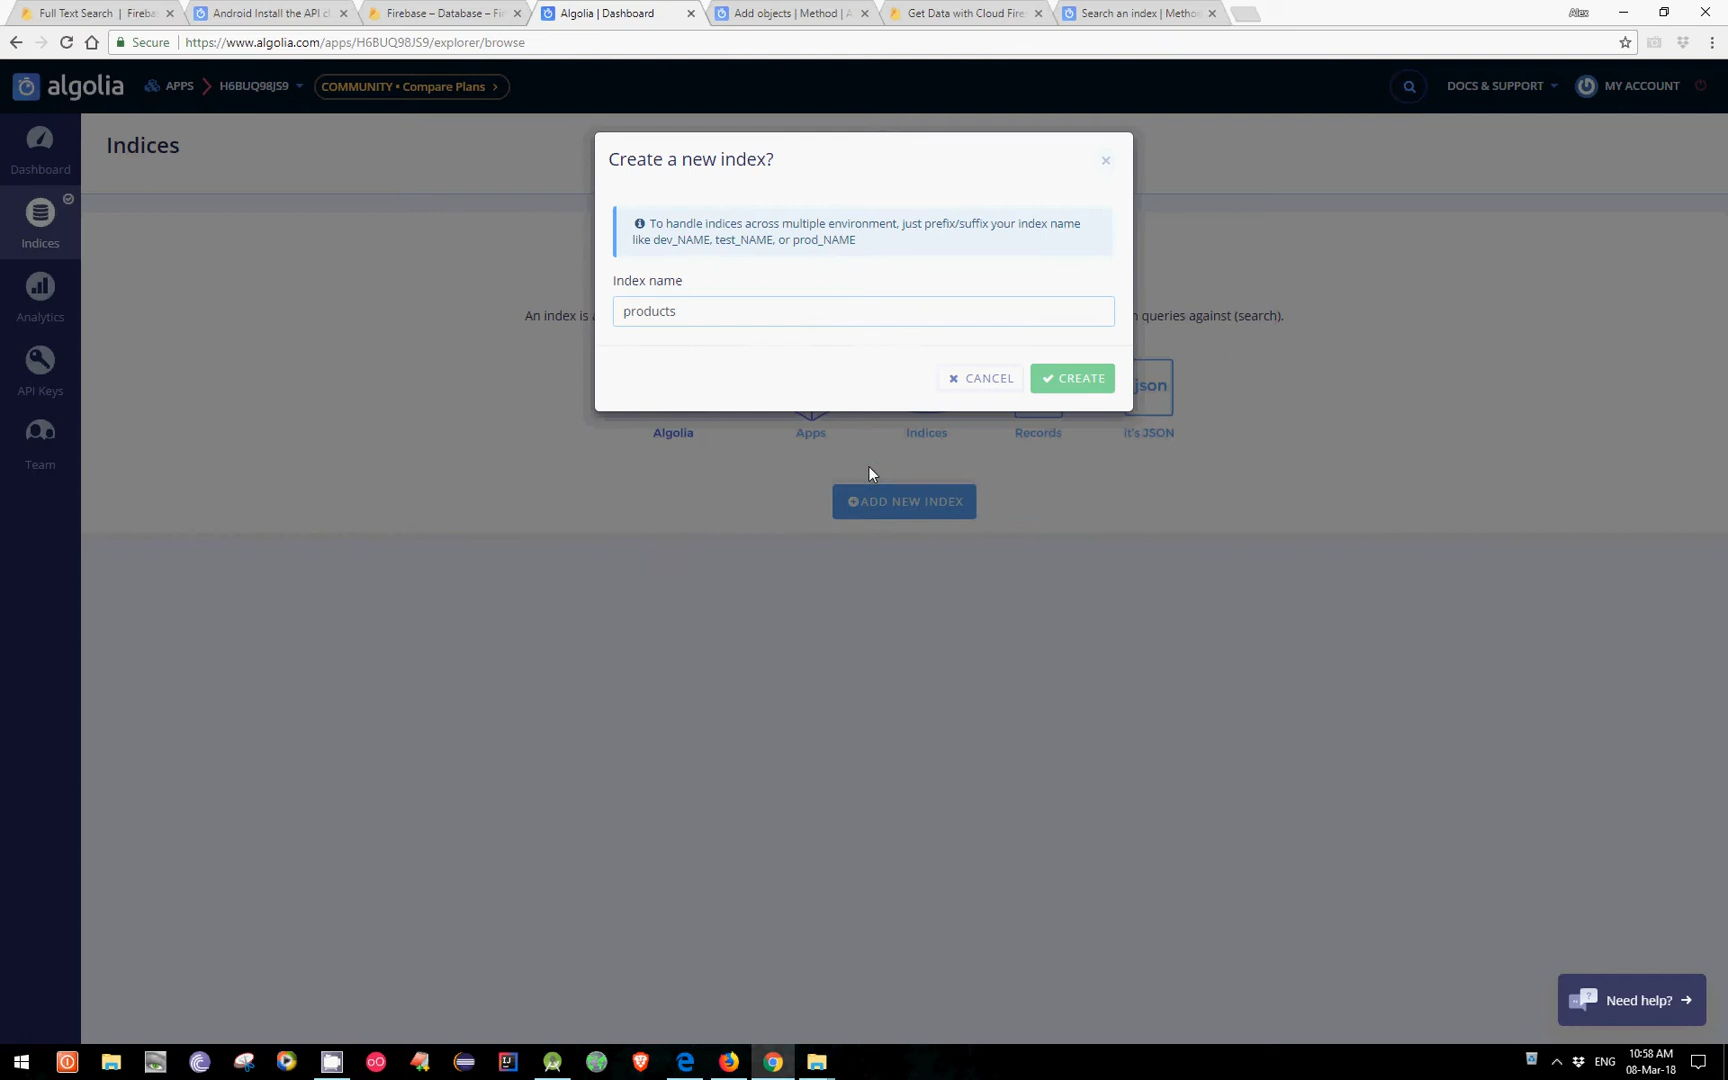 Full Text Search | Fireba
Android Install the API cl
Firebase – Database – Fir
Algolia | Dashboard
Add objects | Method | A
Get Data with Cloud Fire
Search an index | Metho
Alex
Secure
https://www.algolia.com/apps/H6BUQ98JS9/explorer/browse
algolia
APPS
H6BUQ98JS9
COMMUNITY • Compare Plans >
DOCS & SUPPORT
MY ACCOUNT
Dashboard
Indices
Analytics
API Keys
Team
Indices
Create a new index?
To handle indices across multiple environment, just prefix/suffix your index name
like dev_NAME, test_NAME, or prod_NAME
Index name
products
CANCEL
CREATE
An index is a
n queries against (search).
json
Algolia
Apps
Indices
Records
it's JSON
ADD NEW INDEX
Need help?
ENG
10:58 AM
08-Mar-18